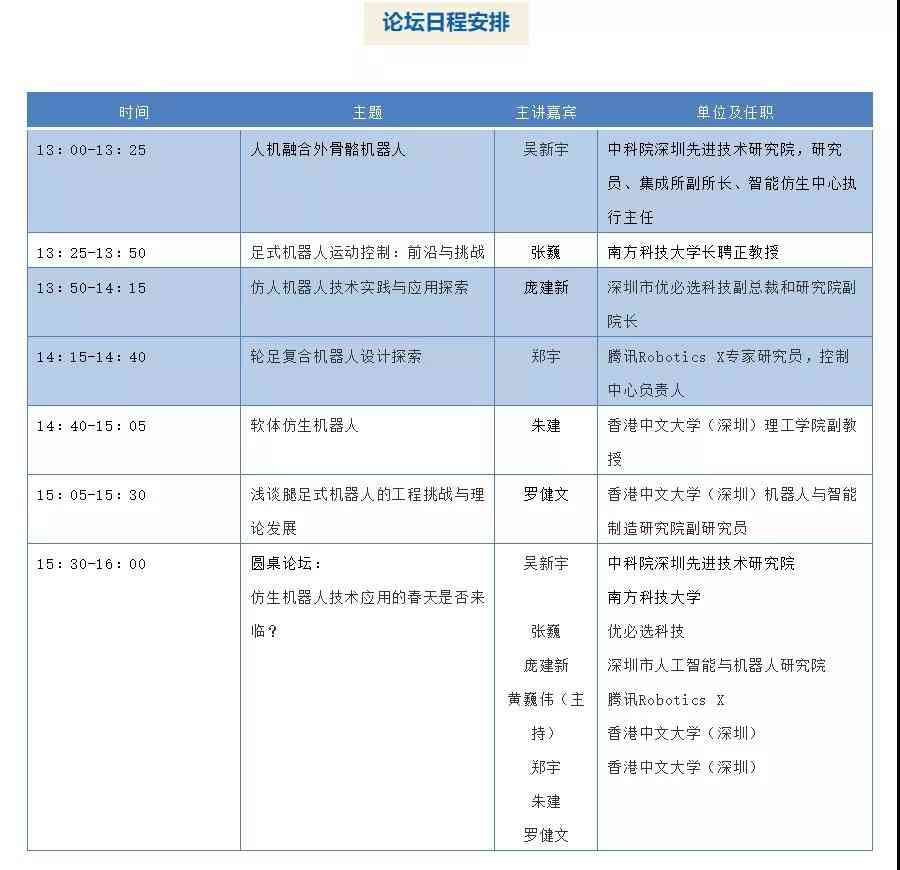 论坛日程安排
时间 主题 主讲嘉宾 单位及任职
13：00-13：25 人机融合外骨骼机器人 吴新宇 中科院深圳先进技术研究院，研究
员、集成所副所长、智能仿生中心执
行主任
13：25-13：50 足式机器人运动控制：前沿与挑战 张巍 南方科技大学长聘正教授
13：50-14：15 仿人机器人技术实践与应用探索 庞建新 深圳市优必选科技副总裁和研究院副
院长
14：15-14：40 轮足复合机器人设计探索 郑宇 腾讯Robotics X专家研究员，控制
中心负责人
14：40-15：05 软体仿生机器人 朱建 香港中文大学（深圳）理工学院副教
授
15：05-15：30 浅谈腿足式机器人的工程挑战与理 罗健文 香港中文大学（深圳）机器人与智能
论发展 制造研究院副研究员
15：30-16：00 圆桌论坛： 吴新宇 中科院深圳先进技术研究院
仿生机器人技术应用的春天是否来 南方科技大学
临？ 张巍 优必选科技
庞建新 深圳市人工智能与机器人研究院
黄巍伟（主 腾讯Robotics X
持） 香港中文大学（深圳）
郑宇 香港中文大学（深圳）
朱建
罗健文